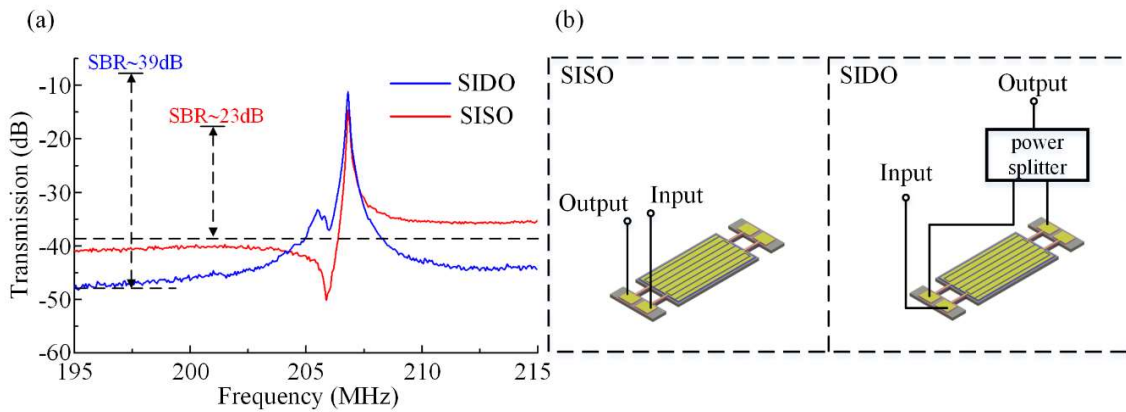 (a)
SBR~39dB
SBR~23dB
SIDO
SISO
Transmission (dB)
-10
-20
-30
-40
-50
-60
195
200
205
210
215
Frequency (MHz)
(b)
SISO
Output
Input
SIDO
Output
power
splitter
Input